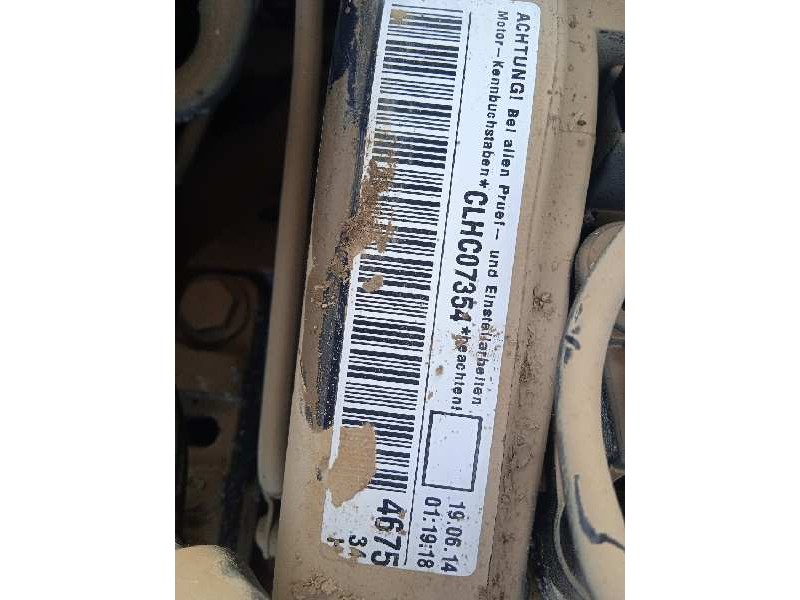 ACHTUNG! Bei allen Pruef- und Einstellarbeiten
Motor-Kennbuchstaben*CLHC07354*beachten!
19.06.14
01:19:18
4675
34